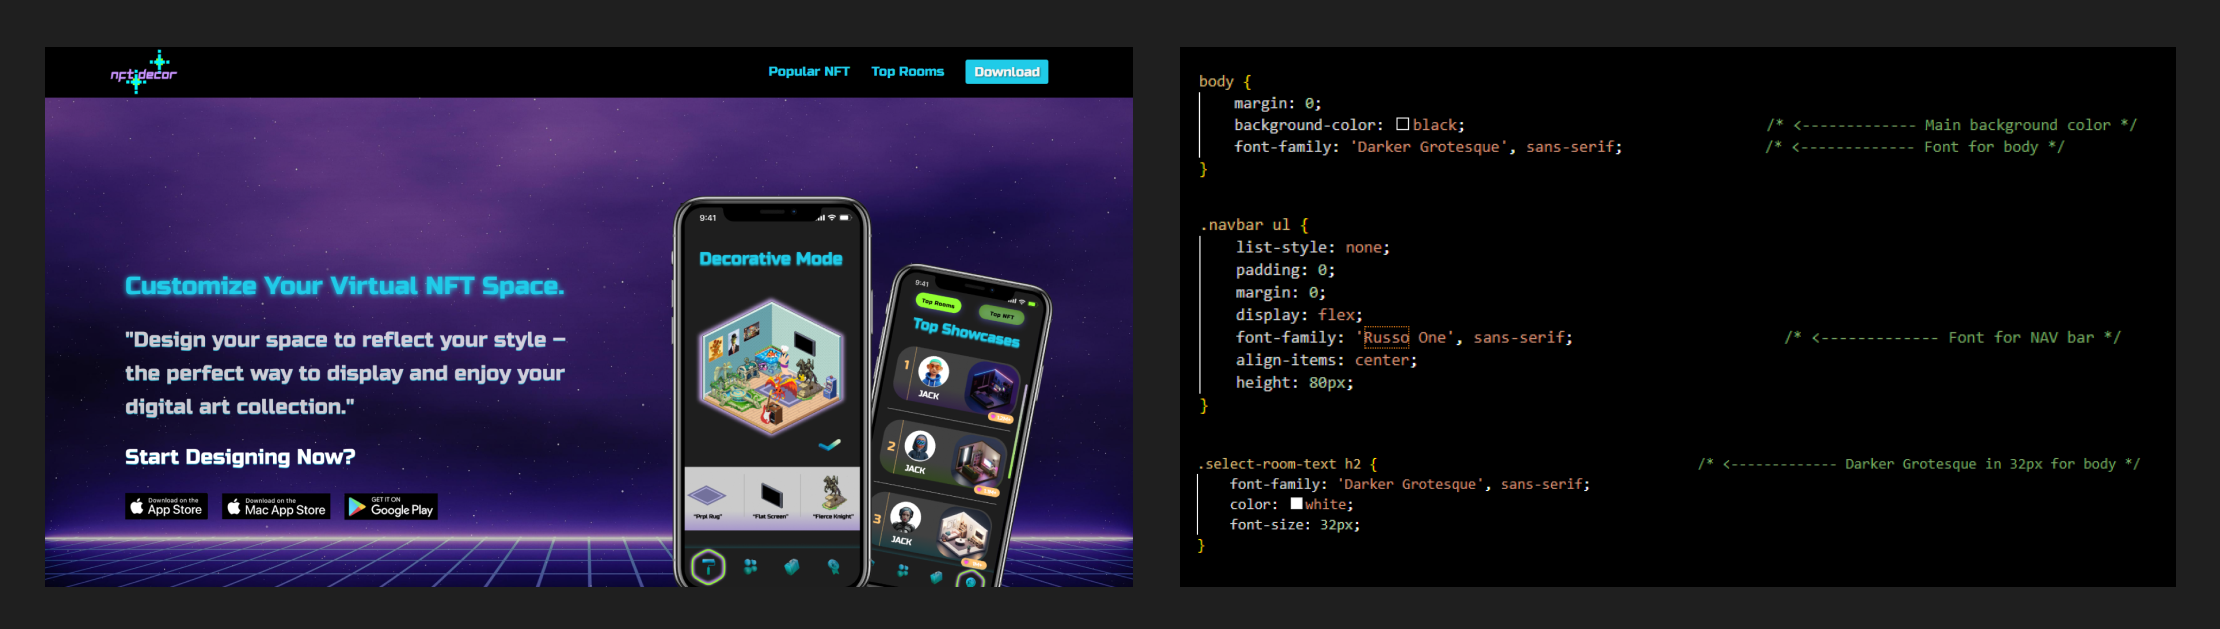 nft decor
Popular NFT
Top Rooms
Download
Customize Your Virtual NFT Space.
"Design your space to reflect your style –
the perfect way to display and enjoy your
digital art collection."
Start Designing Now?
Download on the
App Store
Download on the
Mac App Store
GET IT ON
Google Play
9:41
Decorative Mode
"Prpl Rug"
"Flat Screen"
"Fierce Knight"
9:41
Top Rooms
Top NFT
Top Showcases
1
JACK
2
JACK
3
JACK
body {
margin: 0;
background-color: black; /* <------------- Main background color */
font-family: 'Darker Grotesque', sans-serif; /* <------------- Font for body */
}
.navbar ul {
list-style: none;
padding: 0;
margin: 0;
display: flex;
font-family: 'Russo One', sans-serif; /* <------------- Font for NAV bar */
align-items: center;
height: 80px;
}
.select-room-text h2 { /* <------------- Darker Grotesque in 32px for body */
font-family: 'Darker Grotesque', sans-serif;
color: white;
font-size: 32px;
}